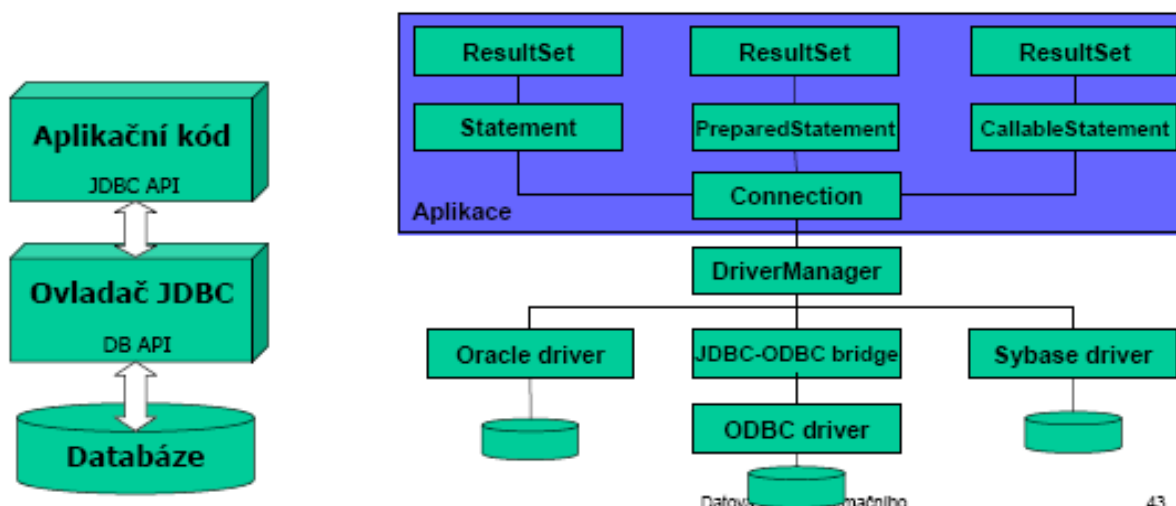 Aplikační kód
JDBC API
Ovladač JDBC
DB API
Databáze
ResultSet
ResultSet
ResultSet
Statement
PreparedStatement
CallableStatement
Connection
Aplikace
DriverManager
Oracle driver
JDBC-ODBC bridge
Sybase driver
ODBC driver
43